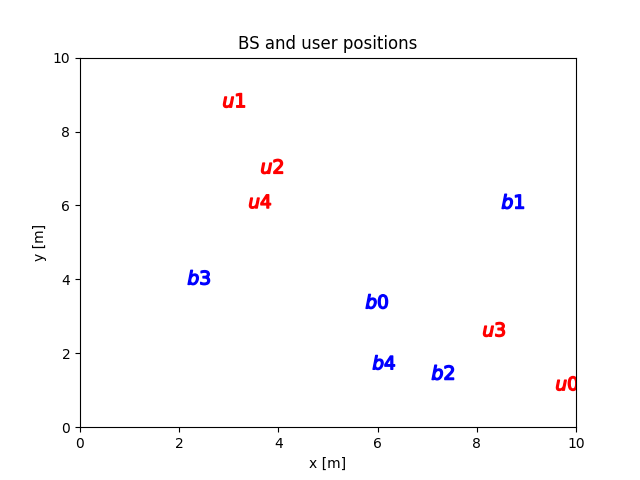 BS and user positions
10
u1
8
u2
u4
6
b1
y [m]
b3
4
b0
u3
2
b4
b2
u0
0
0 2 4 6 8 10
x [m]